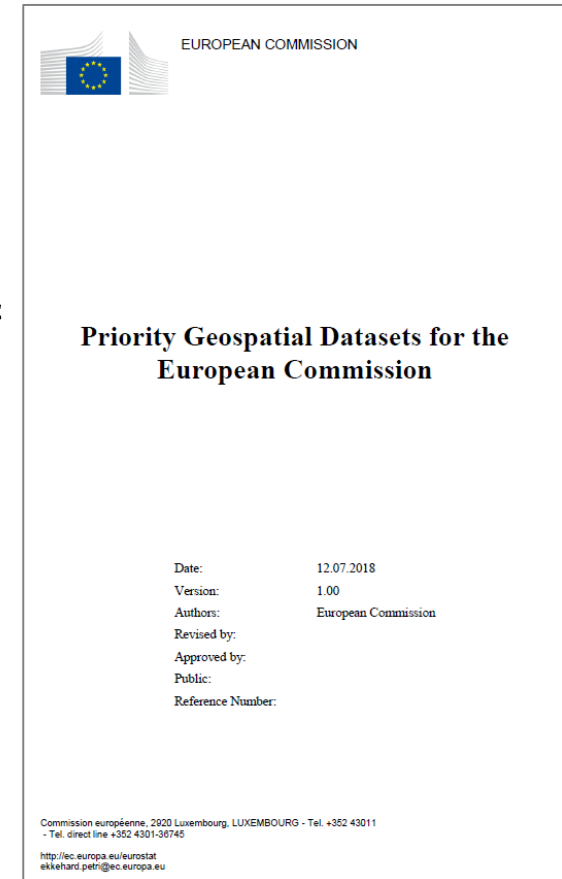 EUROPEAN COMMISSION
Priority Geospatial Datasets for the
European Commission
Date: 12.07.2018
Version: 1.00
Authors: European Commission
Revised by:
Approved by:
Public:
Reference Number:
Commission européenne, 2920 Luxembourg, LUXEMBOURG - Tel. +352 43011
- Tel. direct line +352 4301-36745
http://ec.europa.eu/eurostat
ekkehard.petri@ec.europa.eu